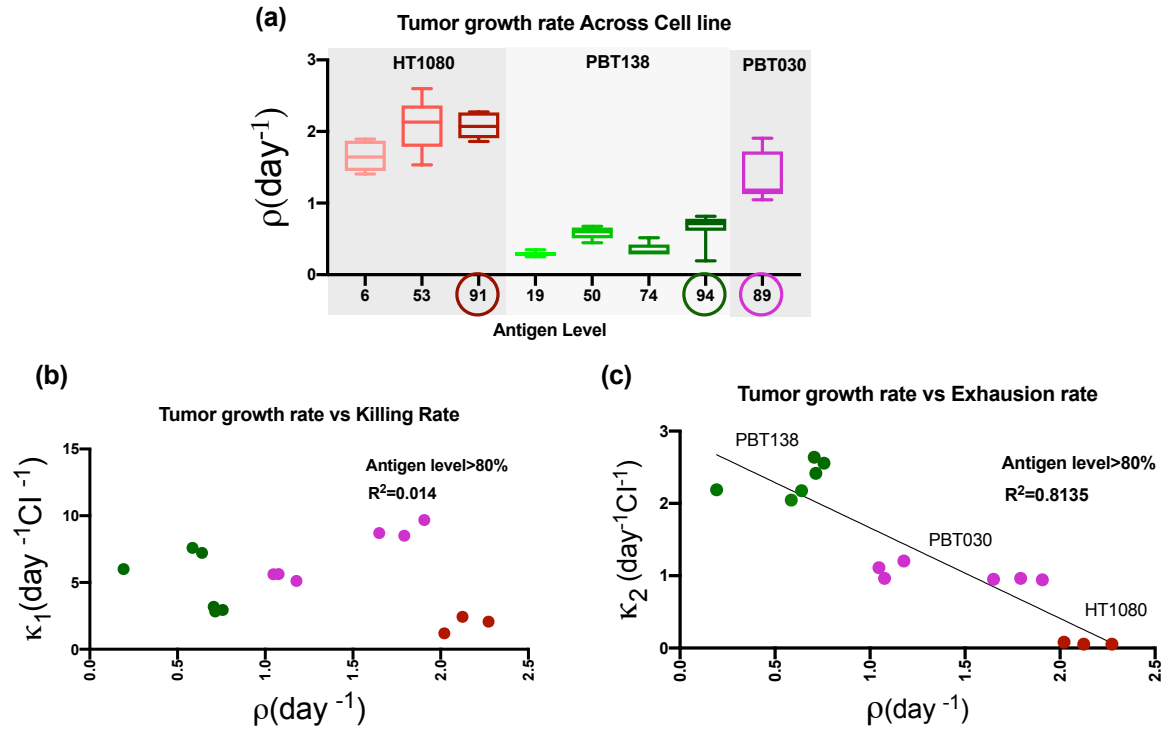 (a)
Tumor growth rate Across Cell line
HT1080 PBT138 PBT030
ρ(day⁻¹)
3
2
1
0
6 53 91 19 50 74 94 89
Antigen Level
(b)
Tumor growth rate vs Killing Rate
κ₁(day ⁻¹CI ⁻¹)
15
10
5
0
Antigen level>80%
R²=0.014
0.0 0.5 1.0 1.5 2.0 2.5
ρ(day ⁻¹)
(c)
Tumor growth rate vs Exhausion rate
κ₂(day⁻¹CI⁻¹)
3
2
1
0
PBT138
Antigen level>80%
R²=0.8135
PBT030
HT1080
0.0 0.5 1.0 1.5 2.0 2.5
ρ(day ⁻¹)